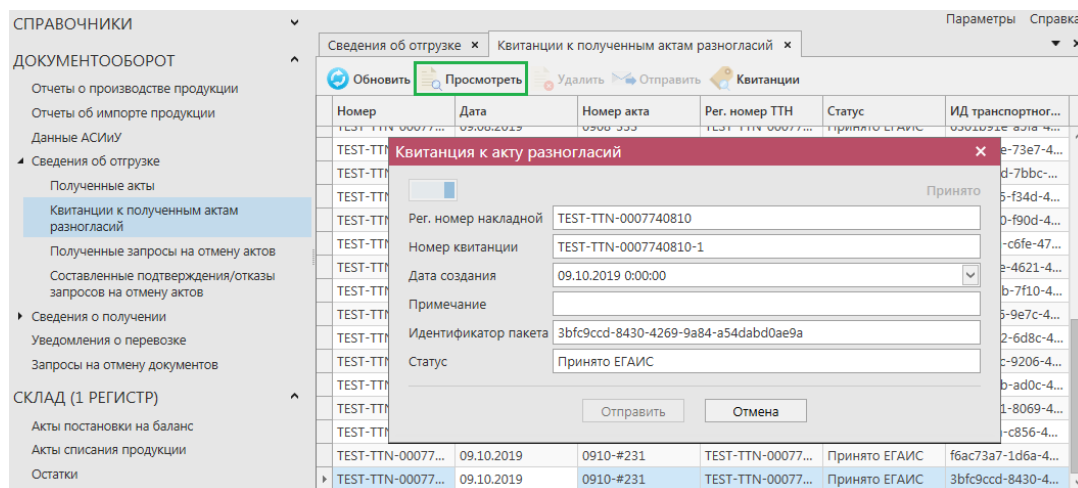 СПРАВОЧНИКИ
ДОКУМЕНТООБОРОТ
Отчеты о производстве продукции
Отчеты об импорте продукции
Данные АСИиУ
Сведения об отгрузке
Полученные акты
Квитанции к полученным актам
разногласий
Полученные запросы на отмену актов
Составленные подтверждения/отказы
запросов на отмену актов
Сведения о получении
Уведомления о перевозке
Запросы на отмену документов
СКЛАД (1 РЕГИСТР)
Акты постановки на баланс
Акты списания продукции
Остатки
Параметры Справка
Сведения об отгрузке × Квитанции к полученным актам разногласий ×
Обновить Просмотреть Удалить Отправить Квитанции
Номер Дата Номер акта Рег. номер ТТН Статус ИД транспортног...
Квитанция к акту разногласий ×
Принято
Рег. номер накладной TEST-TTN-0007740810
Номер квитанции TEST-TTN-0007740810-1
Дата создания 09.10.2019 0:00:00
Примечание
Идентификатор пакета 3bfc9ccd-8430-4269-9a84-a54dabd0ae9a
Статус Принято ЕГАИС
Отправить Отмена
TEST-TTN-00077... 09.10.2019 0910-#231 TEST-TTN-00077... Принято ЕГАИС f6ac73a7-1d6a-4...
TEST-TTN-00077... 09.10.2019 0910-#231 TEST-TTN-00077... Принято ЕГАИС 3bfc9ccd-8430-4...